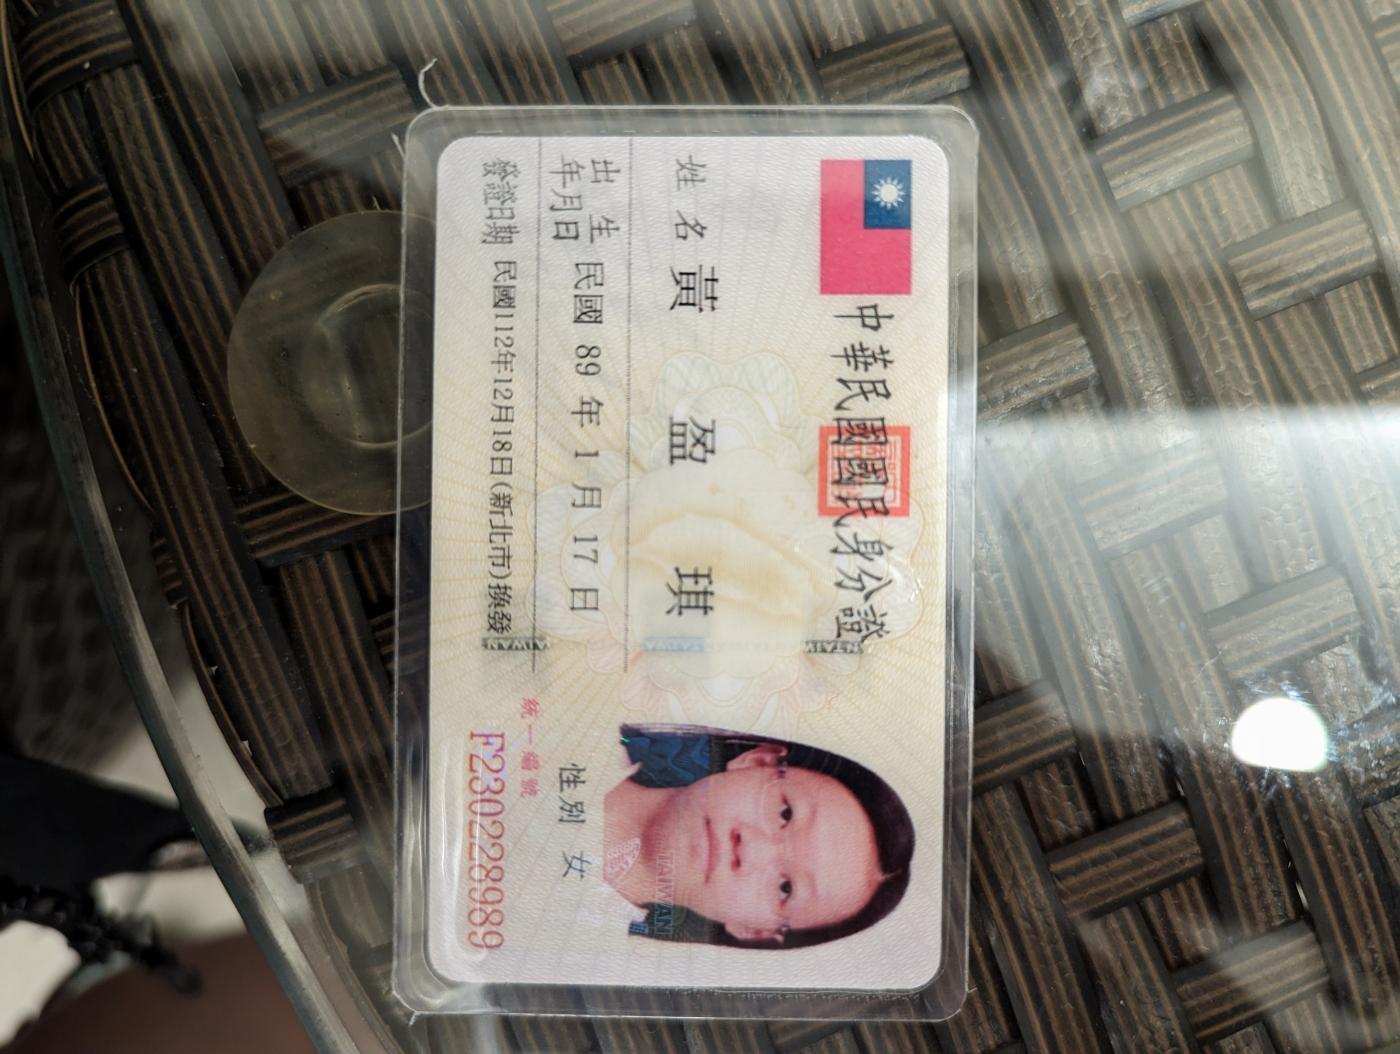 中華民國國民身分證
姓名 黃盈琪
出生年月日 民國 89 年 1 月 17 日
性別 女
發證日期 民國112年12月18日(新北市)換發
統一編號
F230228989
TAIWAN